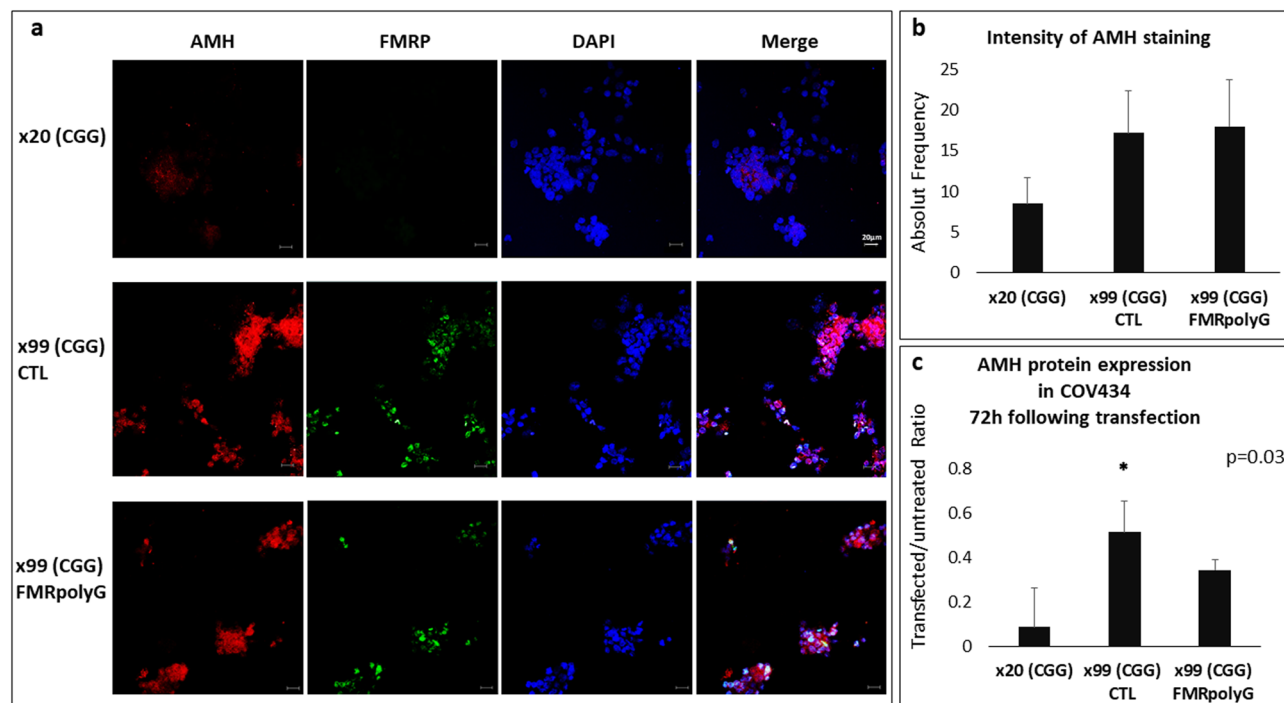 a
AMH FMRP DAPI Merge
x20 (CGG)
20μm
x99 (CGG)
CTL
x99 (CGG)
FMRpolyG
b
Intensity of AMH staining
Absolut Frequency
25
20
15
10
5
0
x20 (CGG) x99 (CGG) x99 (CGG)
CTL FMRpolyG
c
AMH protein expression
in COV434
72h following transfection
Transfected/untreated Ratio
p=0.03
*
0.8
0.6
0.4
0.2
0
x20 (CGG) x99 (CGG) x99 (CGG)
CTL FMRpolyG